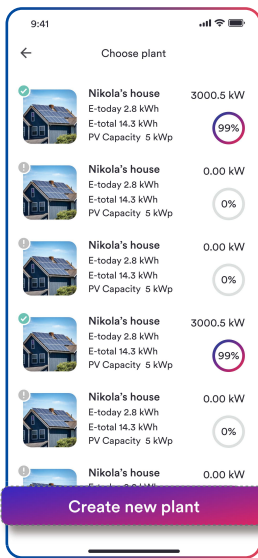 9:41
Choose plant
Nikola's house 3000.5 kW
E-today 2.8 kWh
E-total 14.3 kWh 99%
PV Capacity 5 kWp
Nikola's house 0.00 kW
E-today 2.8 kWh
E-total 14.3 kWh 0%
PV Capacity 5 kWp
Nikola's house 0.00 kW
E-today 2.8 kWh
E-total 14.3 kWh 0%
PV Capacity 5 kWp
Nikola's house 3000.5 kW
E-today 2.8 kWh
E-total 14.3 kWh 99%
PV Capacity 5 kWp
Nikola's house 0.00 kW
E-today 2.8 kWh
E-total 14.3 kWh 0%
PV Capacity 5 kWp
Nikola's house 0.00 kW
Create new plant